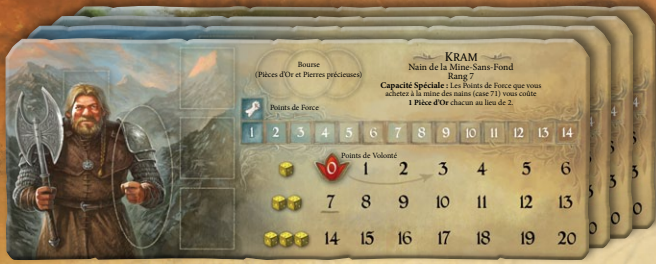 Bourse
(Pièces d'Or et Pierres précieuses)
KRAM
Nain de la Mine-Sans-Fond
Rang 7
Capacité Spéciale : Les Points de Force que vous
achetez à la mine des nains (case 71) vous coûte
1 Pièce d'Or chacun au lieu de 2.
Points de Force
1 2 3 4 5 6 7 8 9 10 11 12 13 14
Points de Volonté
0 1 2 3 4 5 6
7 8 9 10 11 12 13
14 15 16 17 18 19 20